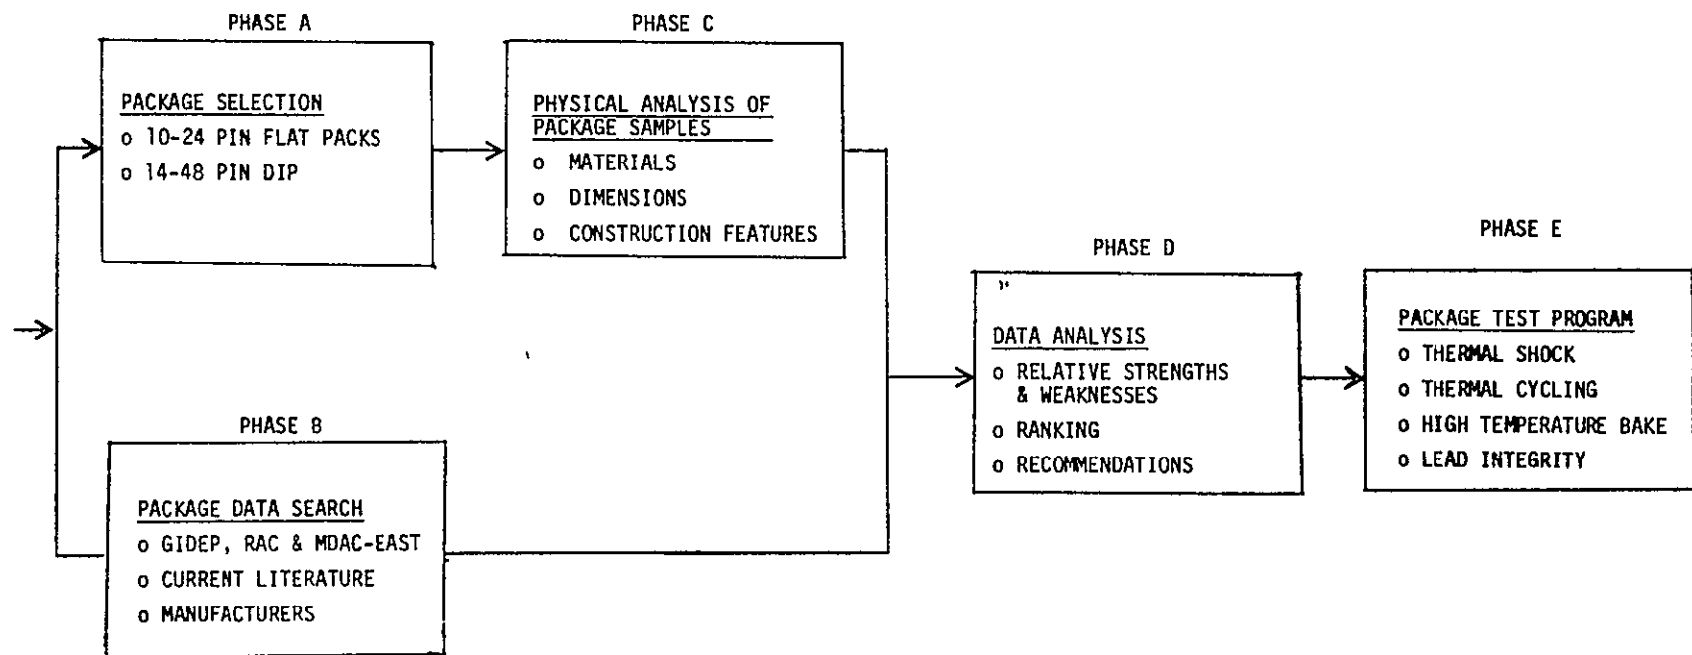 PHASE A
PACKAGE SELECTION
o 10-24 PIN FLAT PACKS
o 14-48 PIN DIP
PHASE C
PHYSICAL ANALYSIS OF
PACKAGE SAMPLES
o MATERIALS
o DIMENSIONS
o CONSTRUCTION FEATURES
PHASE B
PACKAGE DATA SEARCH
o GIDEP, RAC & MDAC-EAST
o CURRENT LITERATURE
o MANUFACTURERS
PHASE D
DATA ANALYSIS
o RELATIVE STRENGTHS
& WEAKNESSES
o RANKING
o RECOMMENDATIONS
PHASE E
PACKAGE TEST PROGRAM
o THERMAL SHOCK
o THERMAL CYCLING
o HIGH TEMPERATURE BAKE
o LEAD INTEGRITY